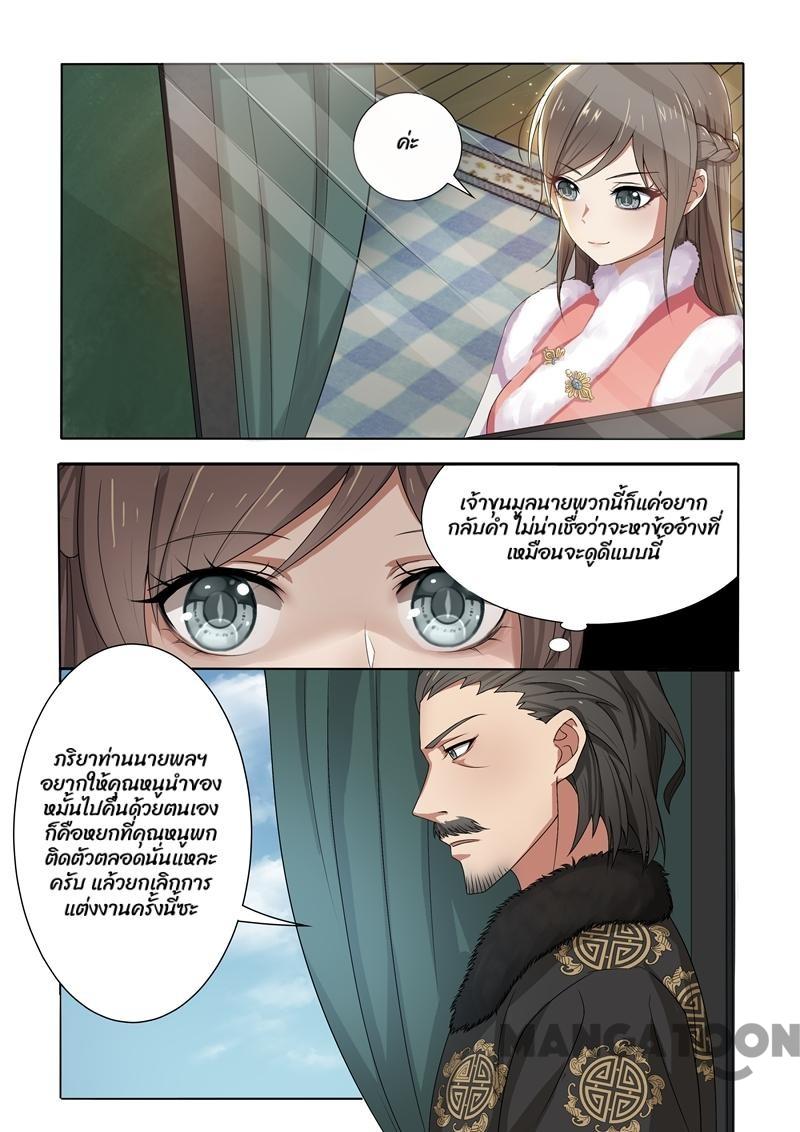 ค่ะ
เจ้าขุนมูลนายพวกนี้ก็แค่อยาก
กลับคำ ไม่น่าเชื่อว่าจะหาข้ออ้างที่
เหมือนจะดูดีแบบนี้
ภริยาท่านนายพลฯ
อยากให้คุณหนูนำของ
หมั้นไปคืนด้วยตนเอง
ก็คือหยกที่คุณหนูพก
ติดตัวตลอดนั่นแหละ
ครับ แล้วยกเลิกการ
แต่งงานครั้งนี้ซะ
MANGATOON